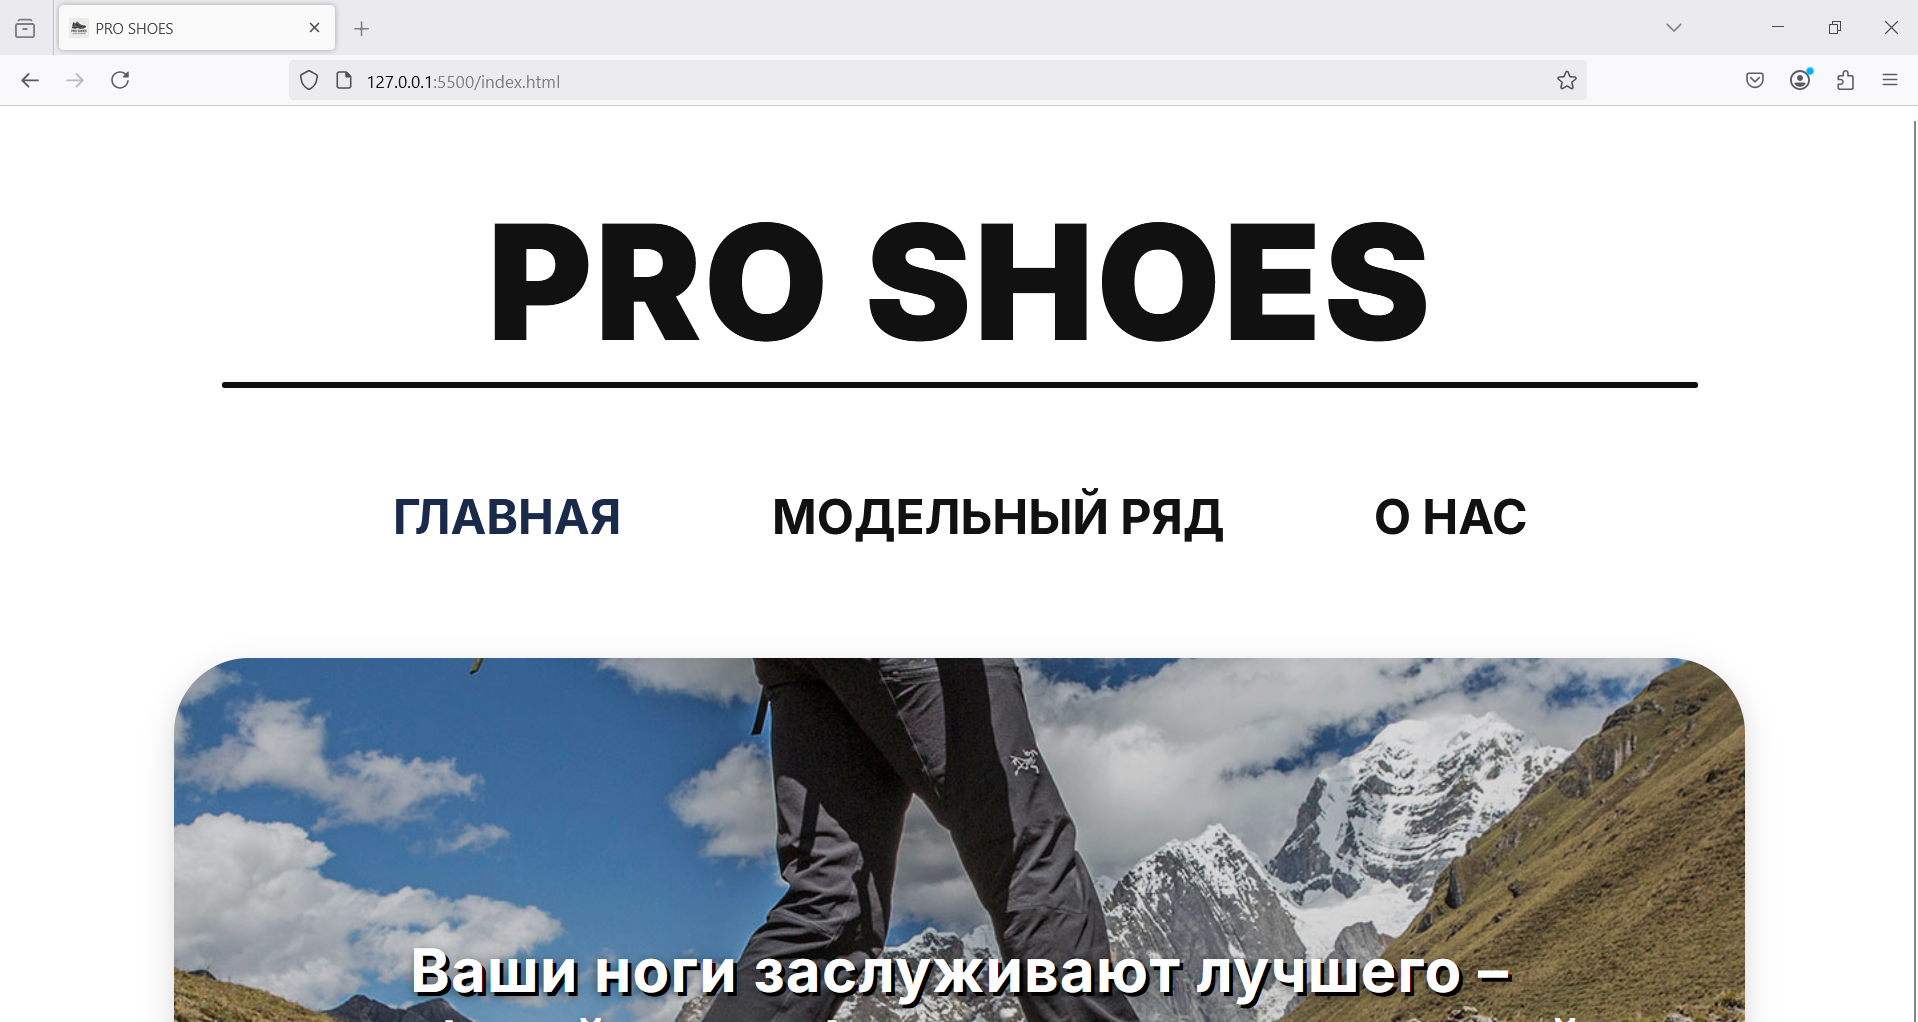 PRO SHOES
127.0.0.1:5500/index.html
PRO SHOES
ГЛАВНАЯ
МОДЕЛЬНЫЙ РЯД
О НАС
Ваши ноги заслуживают лучшего –